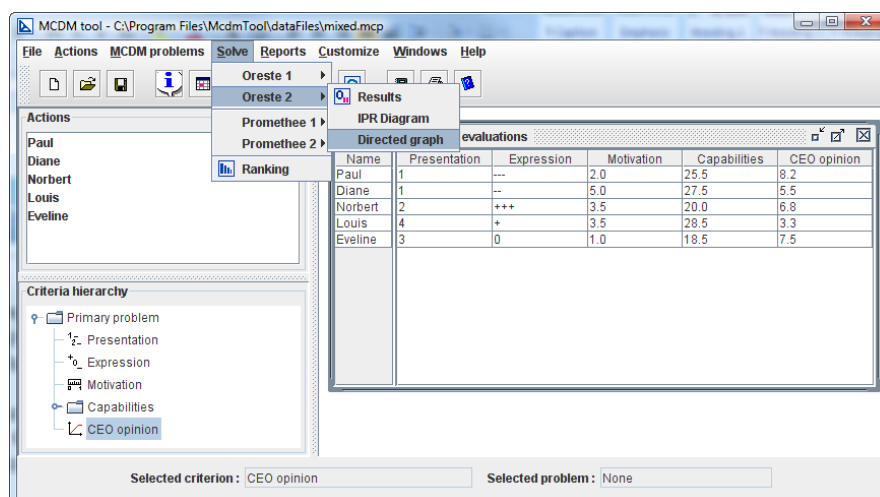 MCDM tool - C:\Program Files\McdmTool\dataFiles\mixed.mcp
File Actions MCDM problems Solve Reports Customize Windows Help
Oreste 1
Oreste 2
Promethee 1
Promethee 2
Ranking
Results
IPR Diagram
Directed graph
Actions
Paul
Diane
Norbert
Louis
Eveline
evaluations
Name Presentation Expression Motivation Capabilities CEO opinion
Paul 1 --- 2.0 25.5 8.2
Diane 1 -- 5.0 27.5 5.5
Norbert 2 +++ 3.5 20.0 6.8
Louis 4 + 3.5 28.5 3.3
Eveline 3 0 1.0 18.5 7.5
Criteria hierarchy
Primary problem
Presentation
Expression
Motivation
Capabilities
CEO opinion
Selected criterion : CEO opinion Selected problem : None